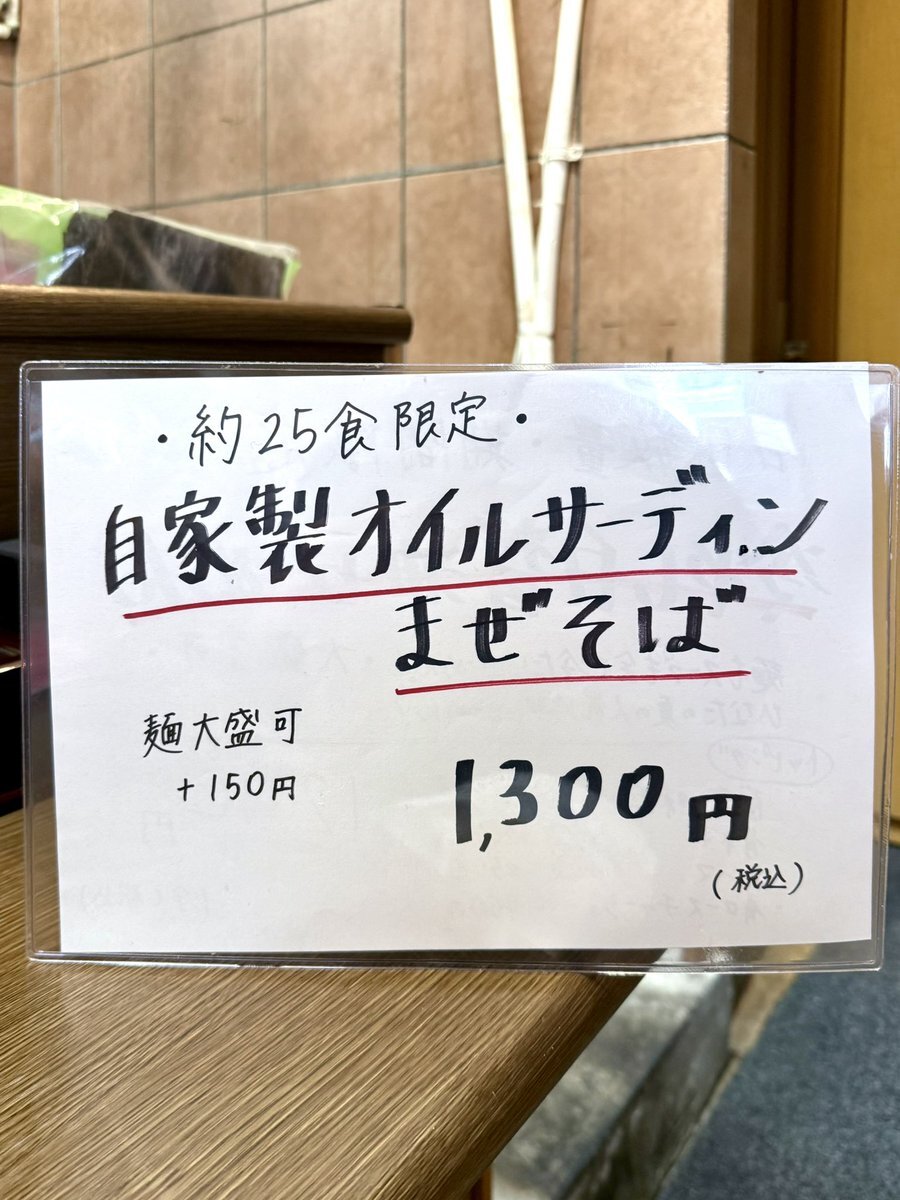 ・約25食限定・
自家製オイルサーディン
まぜそば
麺大盛可
+150円
1,300円
(税込)